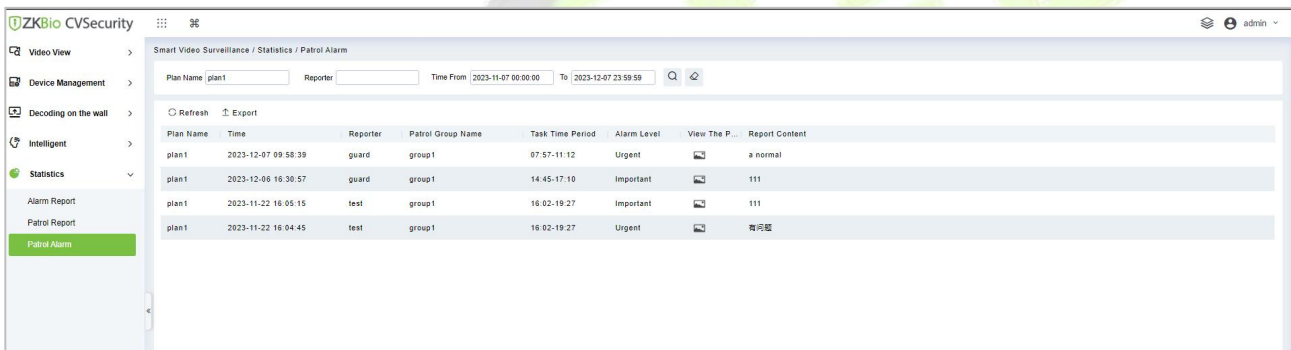 ZKBio CVSecurity
admin
Video View
Device Management
Decoding on the wall
Intelligent
Statistics
Alarm Report
Patrol Report
Patrol Alarm
Smart Video Surveillance / Statistics / Patrol Alarm
Plan Name plan1 Reporter Time From 2023-11-07 00:00:00 To 2023-12-07 23:59:59
Refresh Export
Plan Name Time Reporter Patrol Group Name Task Time Period Alarm Level View The P... Report Content
plan1 2023-12-07 09:58:39 guard group1 07:57-11:12 Urgent a normal
plan1 2023-12-06 16:30:57 guard group1 14:45-17:10 Important 111
plan1 2023-11-22 16:05:15 test group1 16:02-19:27 Important 111
plan1 2023-11-22 16:04:45 test group1 16:02-19:27 Urgent 有问题